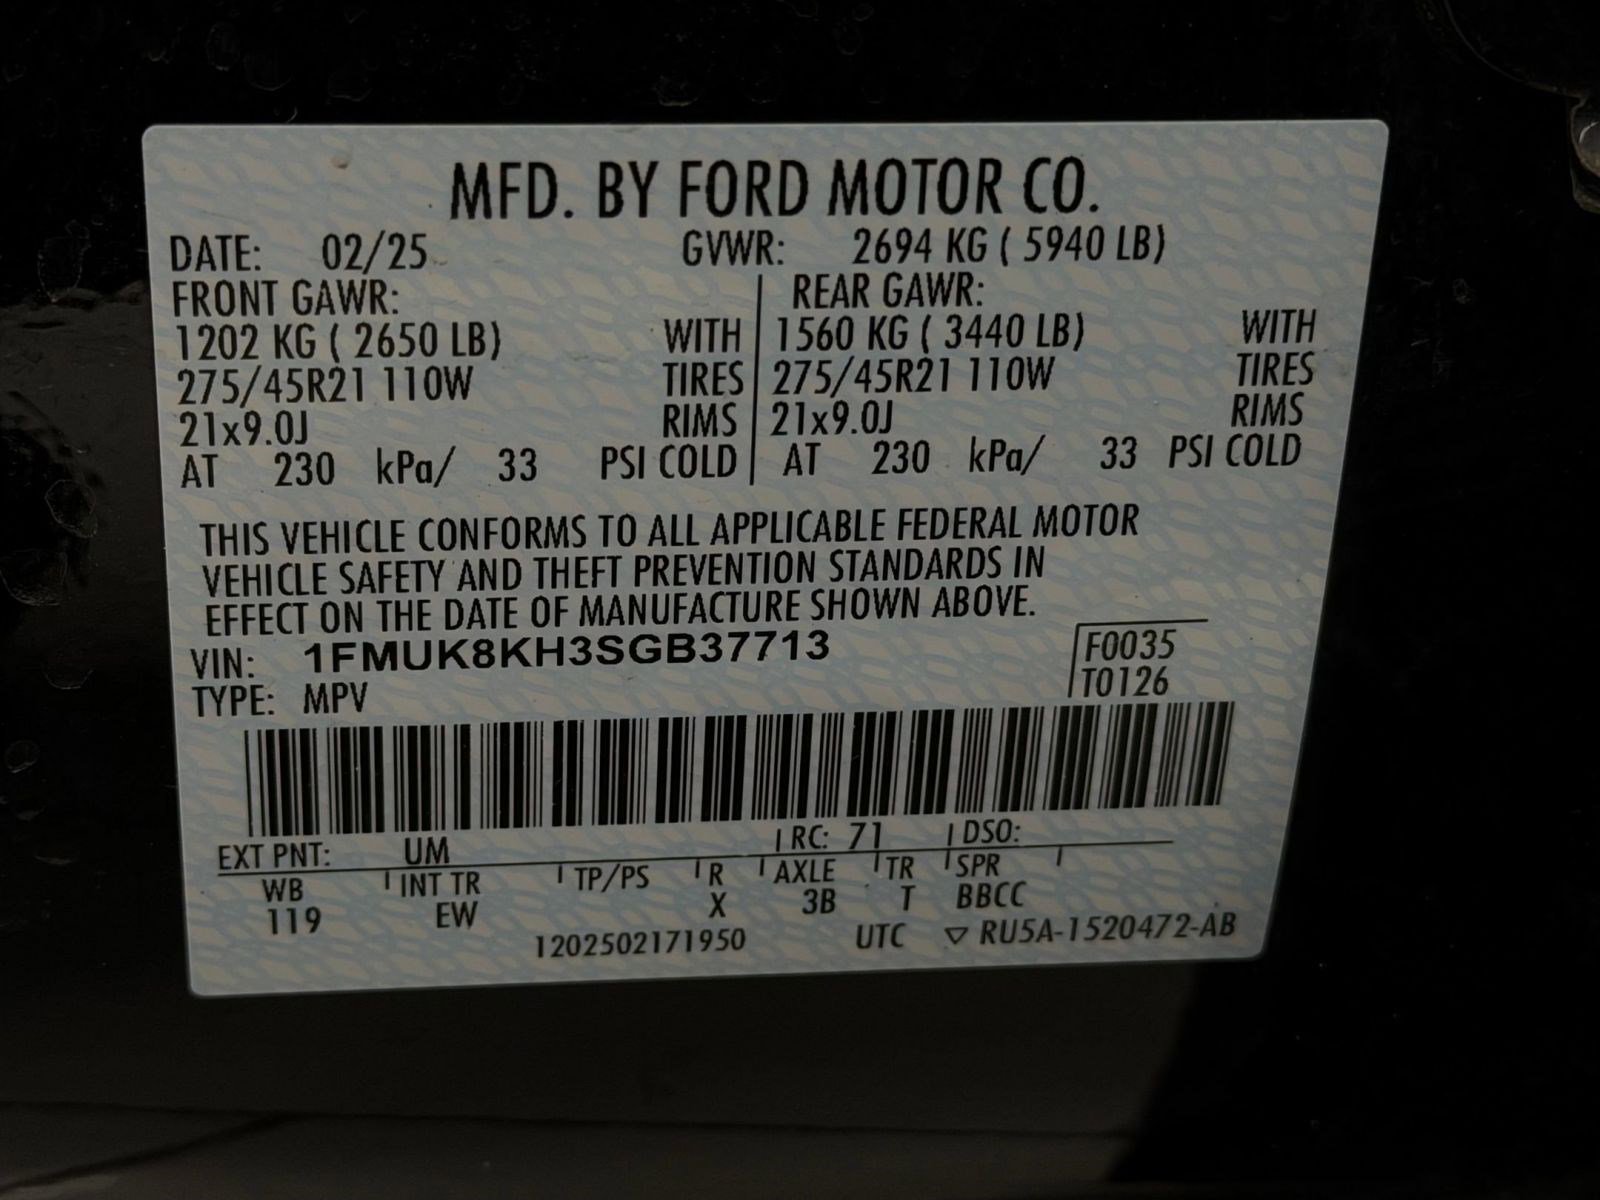 MFD. BY FORD MOTOR CO.
DATE: 02/25 GVWR: 2694 KG ( 5940 LB)
FRONT GAWR: REAR GAWR:
1202 KG ( 2650 LB) WITH 1560 KG ( 3440 LB) WITH
275/45R21 110W TIRES 275/45R21 110W TIRES
21x9.0J RIMS 21x9.0J RIMS
AT 230 kPa/ 33 PSI COLD AT 230 kPa/ 33 PSI COLD
THIS VEHICLE CONFORMS TO ALL APPLICABLE FEDERAL MOTOR
VEHICLE SAFETY AND THEFT PREVENTION STANDARDS IN
EFFECT ON THE DATE OF MANUFACTURE SHOWN ABOVE.
VIN: 1FMUK8KH3SGB37713 F0035
TYPE: MPV T0126
EXT PNT: UM RC: 71 DSO:
WB INT TR TP/PS R AXLE TR SPR
119 EW X 3B T BBCC
1202502171950 UTC ▽ RU5A-1520472-AB